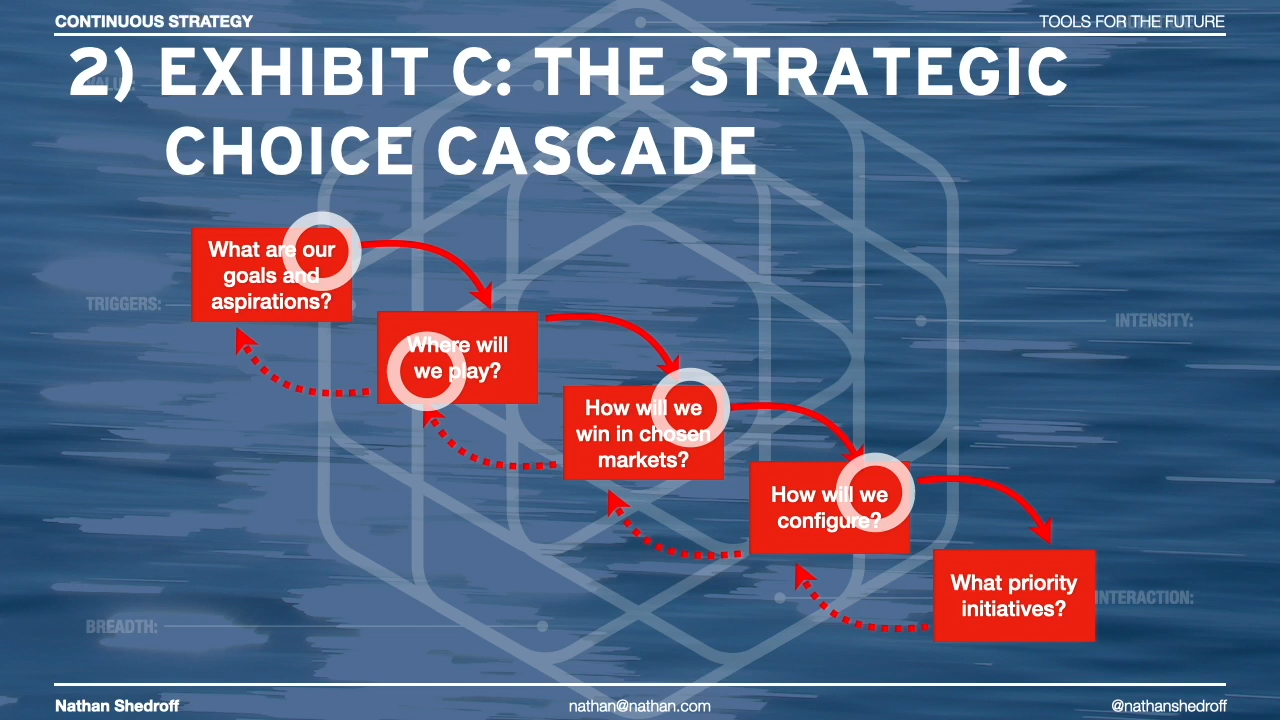 CONTINUOUS STRATEGY
TOOLS FOR THE FUTURE
2) EXHIBIT C: THE STRATEGIC
CHOICE CASCADE
What are our
goals and
aspirations?
TRIGGERS:
Where will
we play?
INTENSITY:
How will we
win in chosen
markets?
How will we
configure?
What priority
initiatives?
INTERACTION:
BREADTH:
Nathan Shedroff
nathan@nathan.com
@nathanshedroff